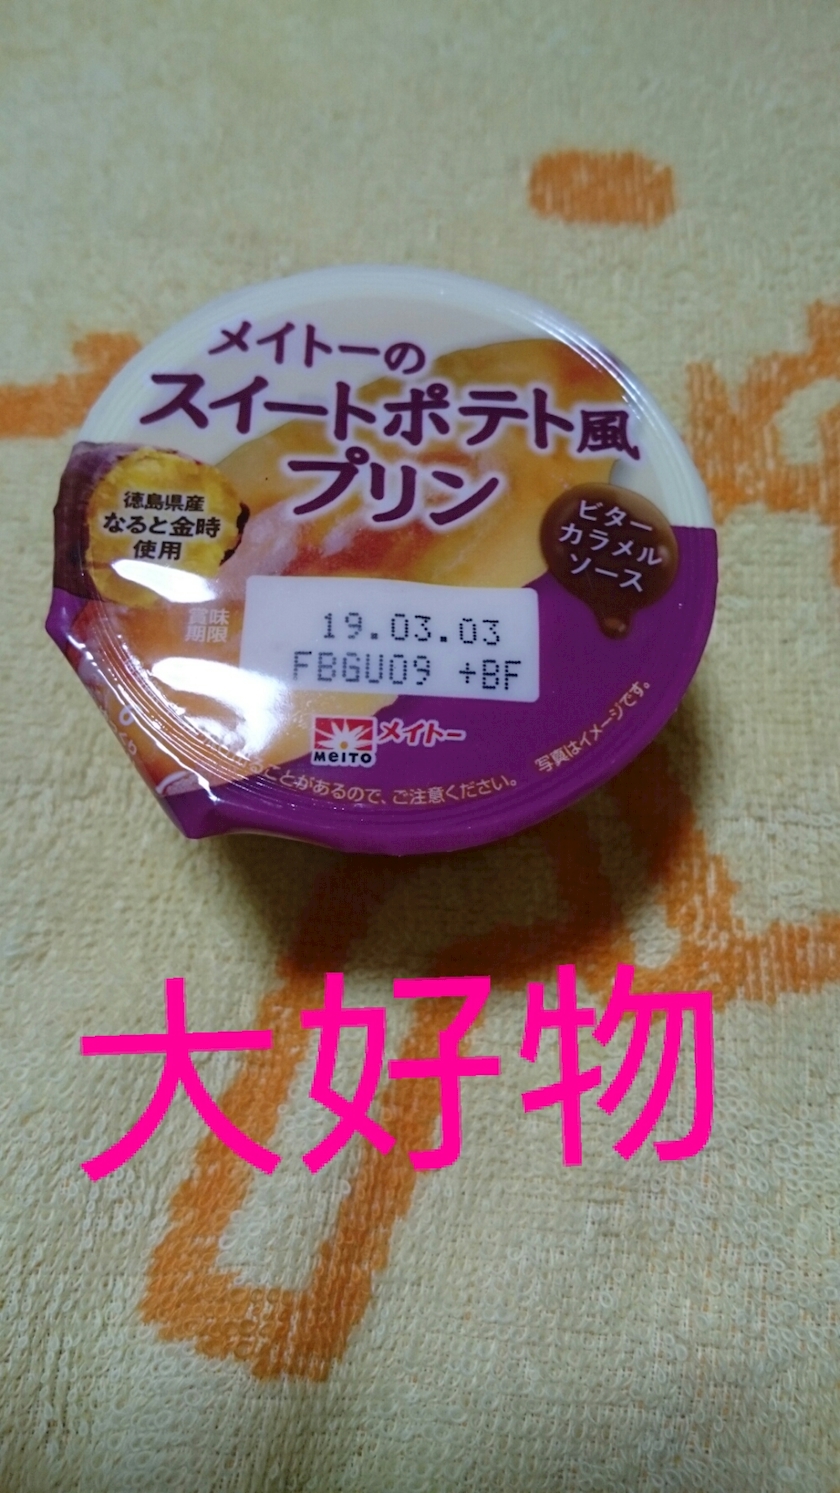 メイトーの
スイートポテト風
プリン
徳島県産
なると金時
使用
ビター
カラメル
ソース
賞味
期限
19.03.03
FBGU09 +BF
MEITO
メイトー
ことがあるので、ご注意ください。
写真はイメージです。
大好物